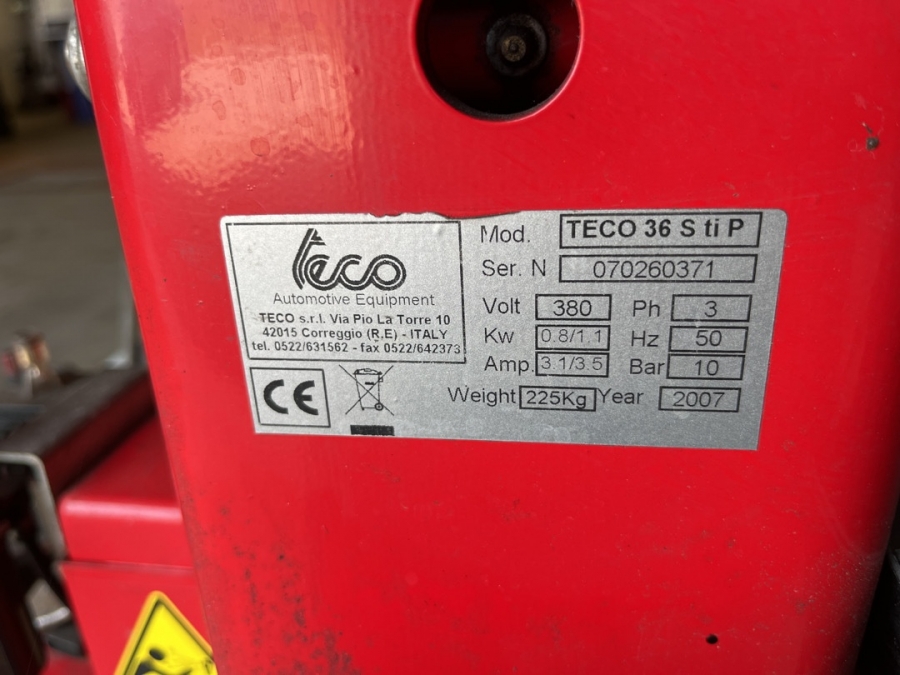 teco
Automotive Equipment
TECO s.r.l. Via Pio La Torre 10
42015 Correggio (R,E) - ITALY
tel. 0522/631562 - fax 0522/642373
CE
Mod. TECO 36 S ti P
Ser. N 070260371
Volt 380 Ph 3
Kw 0.8/1.1 Hz 50
Amp. 3.1/3.5 Bar 10
Weight 225Kg Year 2007